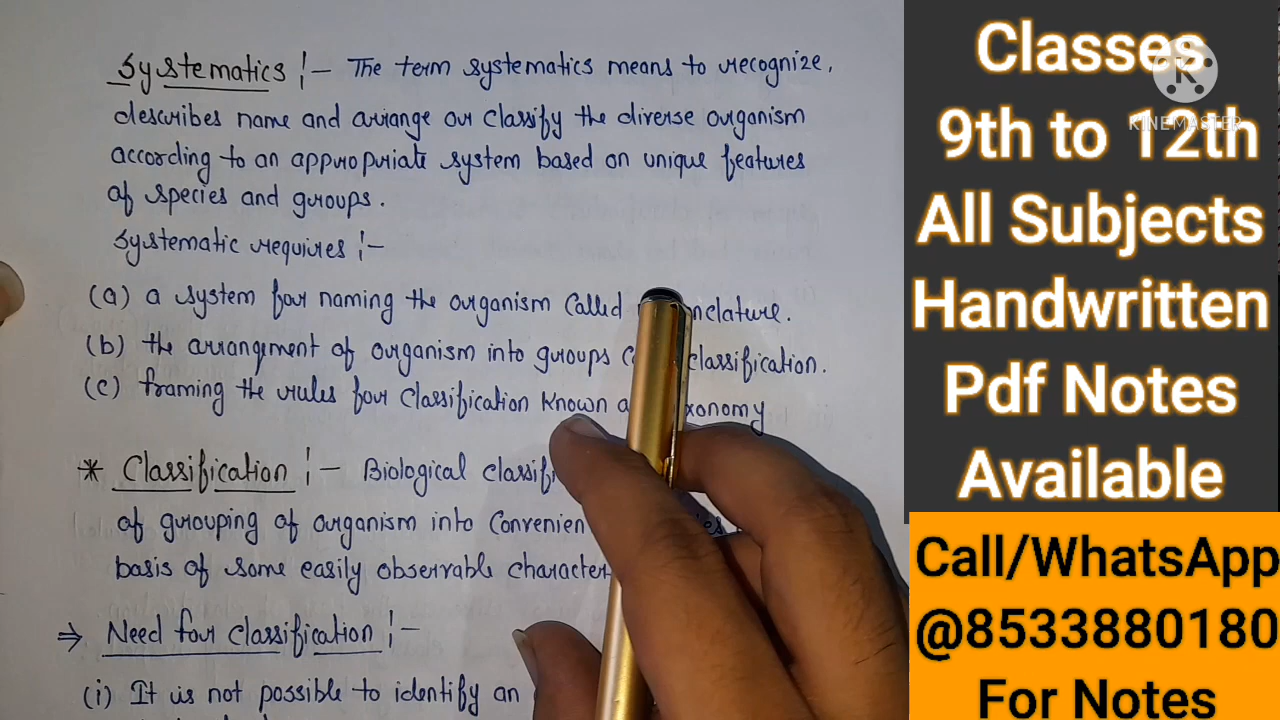 Systematics :- The term systematics means to recognize,
describes name and arrange or classify the diverse organism
according to an appropriate system based on unique features
of species and groups.
Systematic requires :-
(a) a system for naming the organism called nclature.
(b) the arrangement of organism into groups classification.
(c) framing the rules for classification known a xonomy
* Classification :- Biological classifi
of grouping of organism into Convenien
basis of some easily observable character
⇒ Need for classification :-
(i) It is not possible to identify an
Classes
9th to 12th
All Subjects
Handwritten
Pdf Notes
Available
Call/WhatsApp
@8533880180
For Notes
K
KINEMASTER